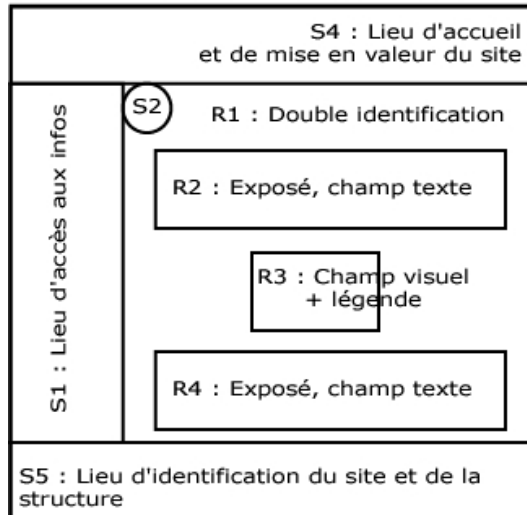 S4 : Lieu d'accueil
et de mise en valeur du site
S1 : Lieu d'accès aux infos
S2
R1 : Double identification
R2 : Exposé, champ texte
R3 : Champ visuel
+ légende
R4 : Exposé, champ texte
S5 : Lieu d'identification du site et de la
structure